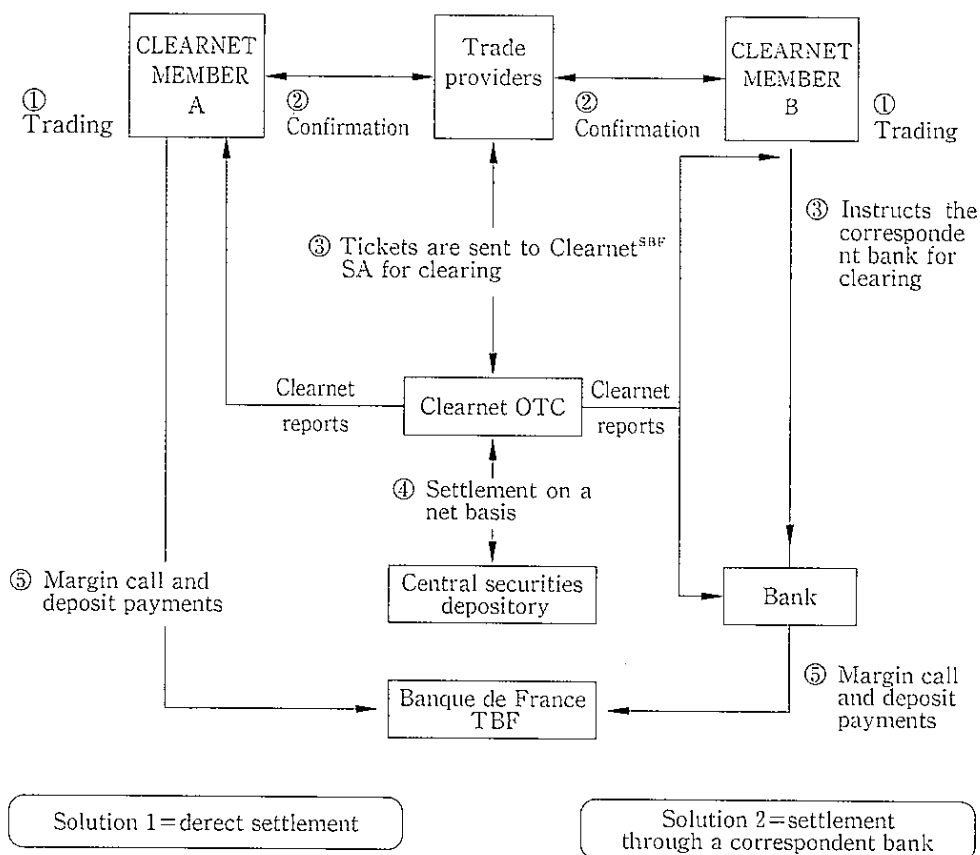 CLEARNET
MEMBER
A
Trade
providers
CLEARNET
MEMBER
B
①
Trading
②
Confirmation
②
Confirmation
①
Trading
③ Tickets are sent to Clearnet^SBF
SA for clearing
③ Instructs the
corresponde
nt bank for
clearing
Clearnet
reports
Clearnet OTC
Clearnet
reports
④ Settlement on a
net basis
⑤ Margin call and
deposit payments
Central securities
depository
Bank
Banque de France
TBF
⑤ Margin call
and deposit
payments
Solution 1=derect settlement
Solution 2=settlement
through a correspondent bank